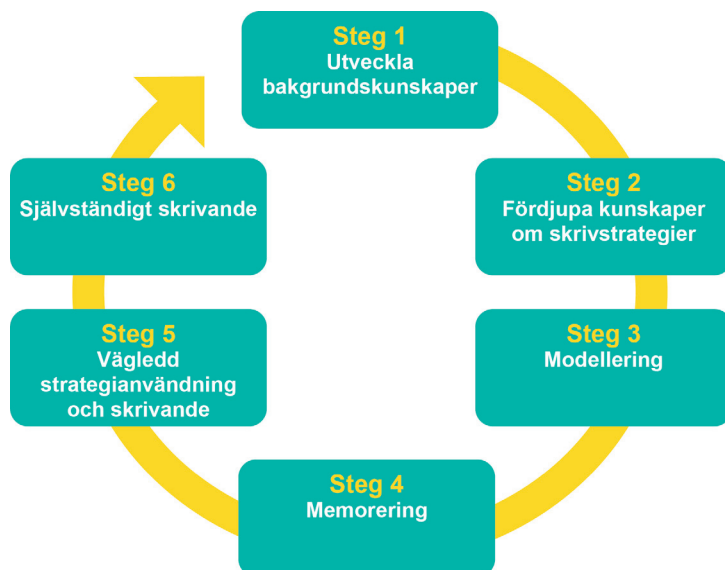 Steg 1
Utveckla
bakgrundskunskaper
Steg 2
Fördjupa kunskaper
om skrivstrategier
Steg 3
Modellering
Steg 4
Memorering
Steg 5
Vägledd
strategianvändning
och skrivande
Steg 6
Självständigt skrivande